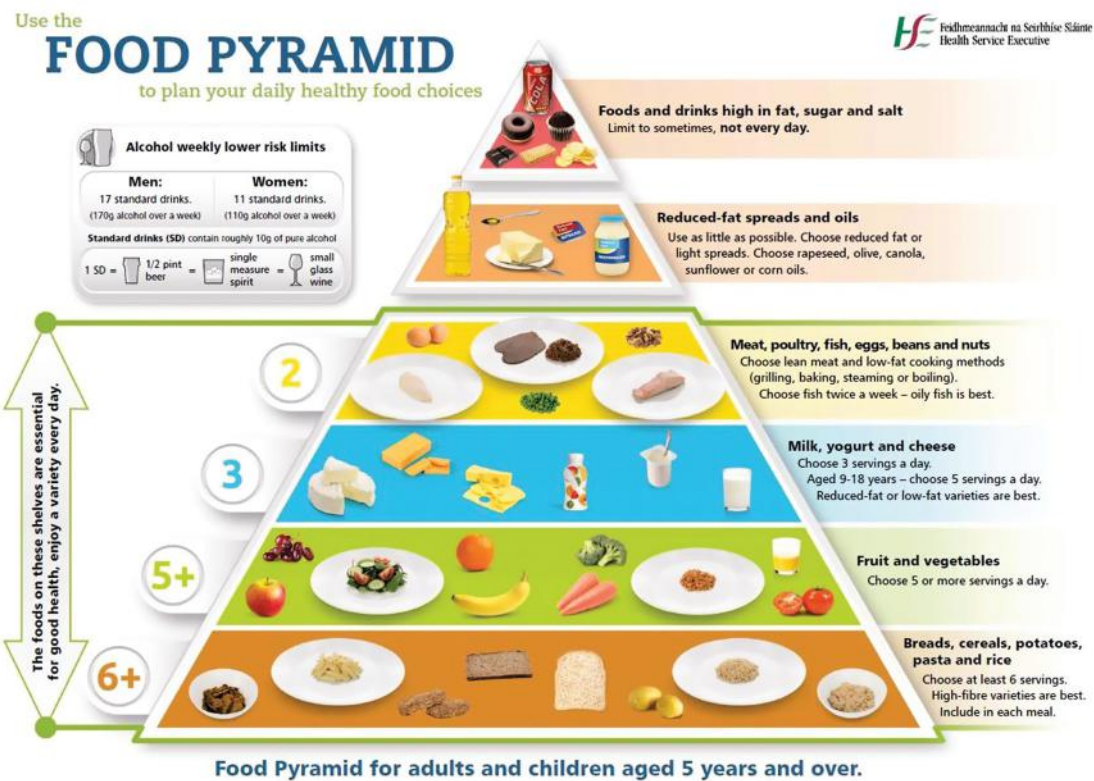 Use the
FOOD PYRAMID
to plan your daily healthy food choices
Feidhmeannacht na Seirbhíse Sláinte
Health Service Executive
COLA
Foods and drinks high in fat, sugar and salt
Limit to sometimes, not every day.
Alcohol weekly lower risk limits
Men:
17 standard drinks.
(170g alcohol over a week)
Women:
11 standard drinks.
(110g alcohol over a week)
Standard drinks (SD) contain roughly 10g of pure alcohol
1 SD =
1/2 pint
beer
=
single
measure
spirit
=
small
glass
wine
Reduced-fat spreads and oils
Use as little as possible. Choose reduced fat or
light spreads. Choose rapeseed, olive, canola,
sunflower or corn oils.
The foods on these shelves are essential
for good health, enjoy a variety every day.
2
Meat, poultry, fish, eggs, beans and nuts
Choose lean meat and low-fat cooking methods
(grilling, baking, steaming or boiling).
Choose fish twice a week – oily fish is best.
3
Milk, yogurt and cheese
Choose 3 servings a day.
Aged 9-18 years – choose 5 servings a day.
Reduced-fat or low-fat varieties are best.
5+
Fruit and vegetables
Choose 5 or more servings a day.
6+
Breads, cereals, potatoes,
pasta and rice
Choose at least 6 servings.
High-fibre varieties are best.
Include in each meal.
Food Pyramid for adults and children aged 5 years and over.